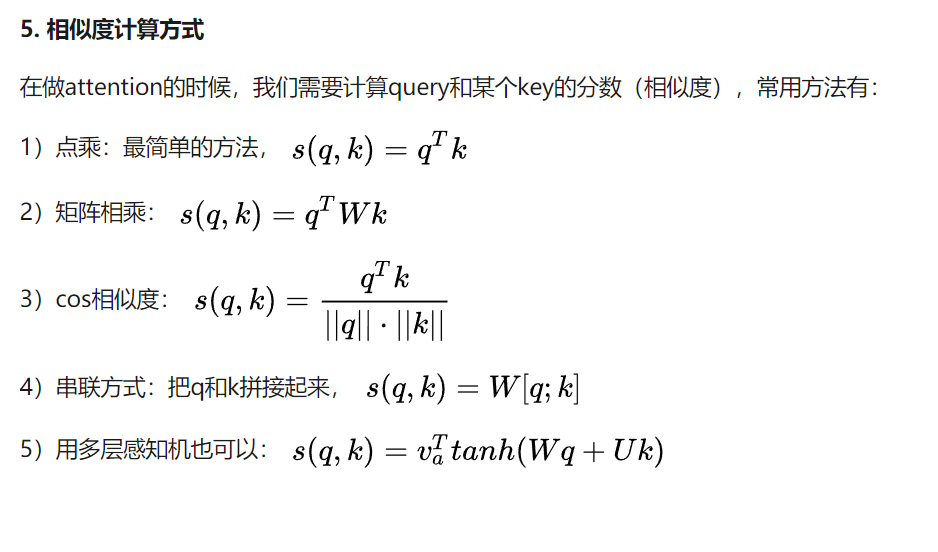 5. 相似度计算方式
在做attention的时候，我们需要计算query和某个key的分数（相似度）, 常用方法有：
1）点乘：最简单的方法， s(q, k) = q^T k
2）矩阵相乘： s(q, k) = q^T W k
3）cos相似度： s(q, k) = \frac{q^T k}{||q|| · ||k||}
4）串联方式：把q和k拼接起来， s(q, k) = W[q; k]
5）用多层感知机也可以： s(q, k) = v_a^T tanh(Wq + Uk)